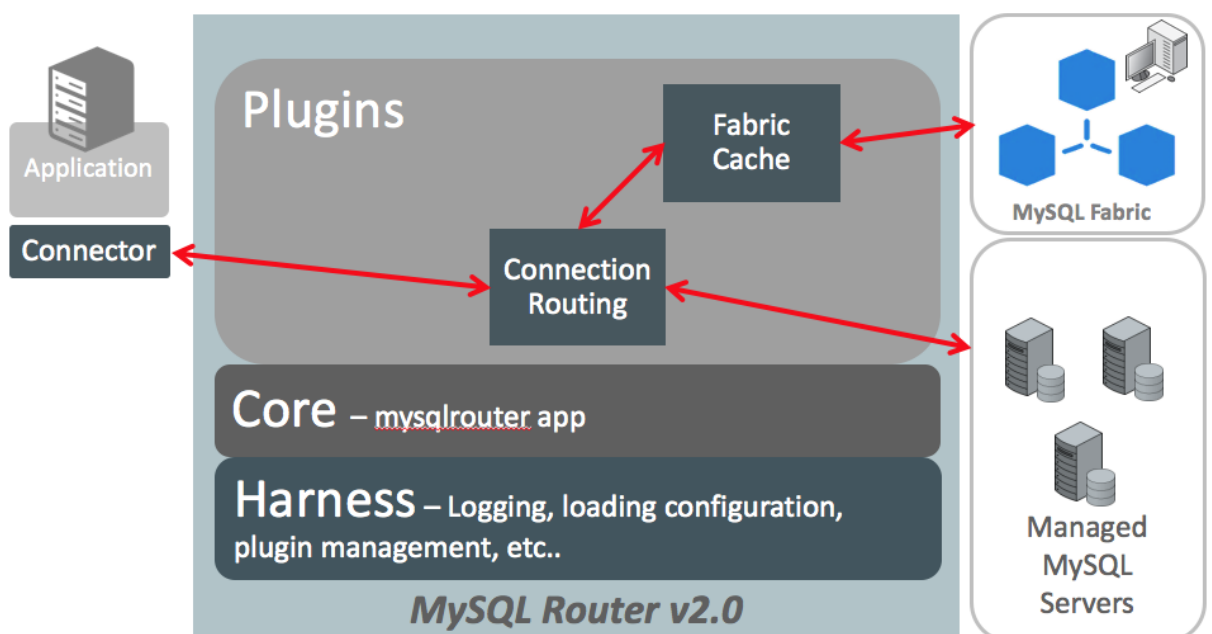 Application
Connector
Plugins
Fabric
Cache
Connection
Routing
Core – mysqlrouter app
Harness – Logging, loading configuration,
plugin management, etc..
MySQL Router v2.0
MySQL Fabric
Managed
MySQL
Servers